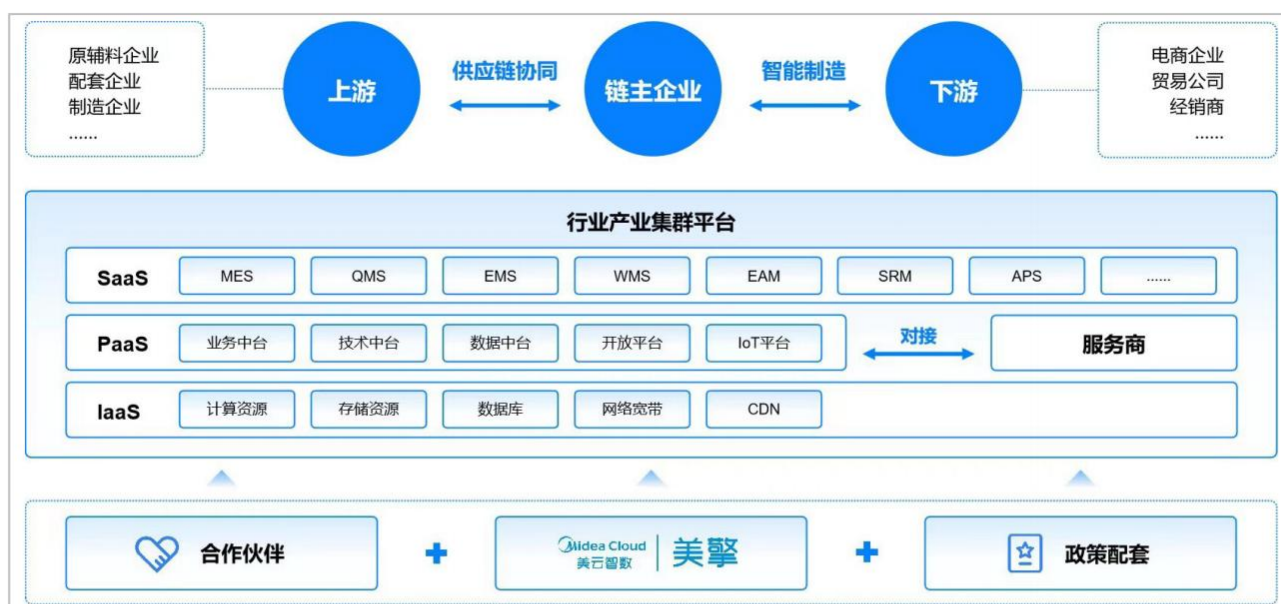 原辅料企业
配套企业
制造企业
......
上游
供应链协同
链主企业
智能制造
下游
电商企业
贸易公司
经销商
......
行业产业集群平台
SaaS MES QMS EMS WMS EAM SRM APS ......
PaaS 业务中台 技术中台 数据中台 开放平台 IoT平台 对接 服务商
IaaS 计算资源 存储资源 数据库 网络宽带 CDN
合作伙伴 + Midea Cloud 美云智数 | 美擎 + 政策配套